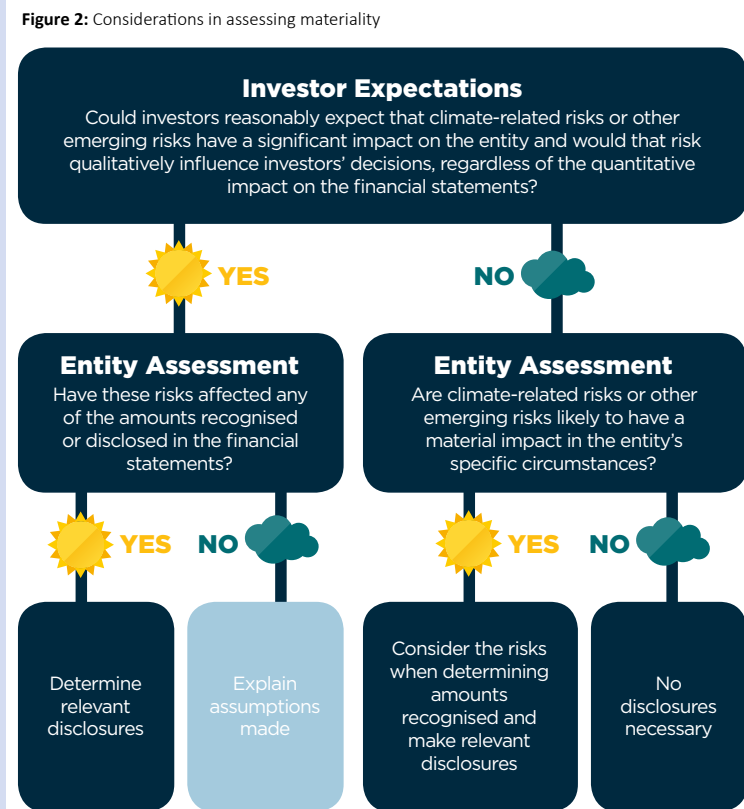 Figure 2: Considerations in assessing materiality
Investor Expectations
Could investors reasonably expect that climate-related risks or other
emerging risks have a significant impact on the entity and would that risk
qualitatively influence investors' decisions, regardless of the quantitative
impact on the financial statements?
YES
NO
Entity Assessment
Have these risks affected any
of the amounts recognised
or disclosed in the financial
statements?
Entity Assessment
Are climate-related risks or other
emerging risks likely to have a
material impact in the entity's
specific circumstances?
YES
NO
YES
NO
Determine
relevant
disclosures
Explain
assumptions
made
Consider the risks
when determining
amounts
recognised and
make relevant
disclosures
No
disclosures
necessary